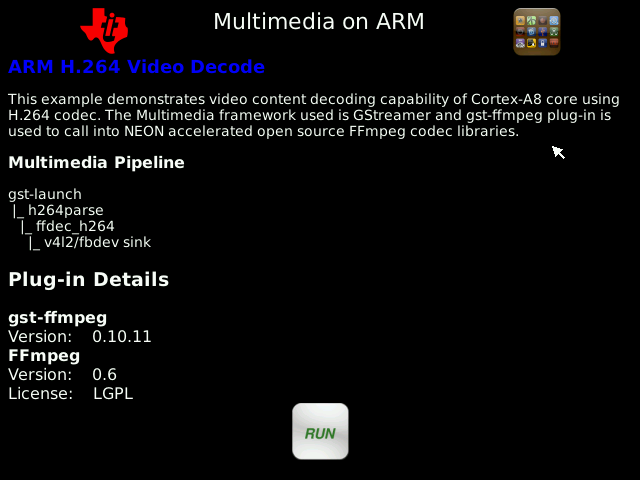 Multimedia on ARM
ARM H.264 Video Decode
This example demonstrates video content decoding capability of Cortex-A8 core using
H.264 codec. The Multimedia framework used is GStreamer and gst-ffmpeg plug-in is
used to call into NEON accelerated open source FFmpeg codec libraries.
Multimedia Pipeline
gst-launch
|_ h264parse
|_ ffdec_h264
|_ v4l2/fbdev sink
Plug-in Details
gst-ffmpeg
Version: 0.10.11
FFmpeg
Version: 0.6
License: LGPL
RUN